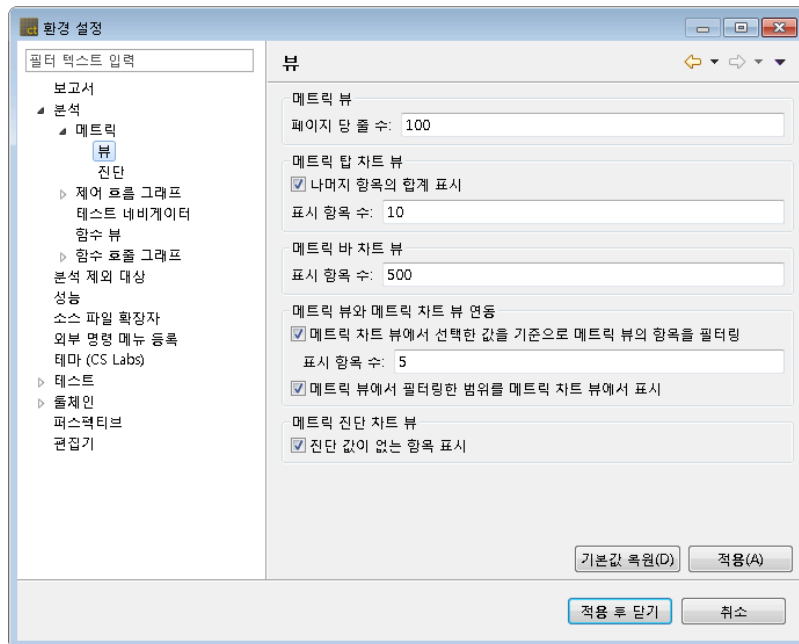 ct 환경 설정
필터 텍스트 입력
보고서
분석
메트릭
뷰
진단
제어 흐름 그래프
테스트 네비게이터
함수 뷰
함수 호출 그래프
분석 제외 대상
성능
소스 파일 확장자
외부 명령 메뉴 등록
테마 (CS Labs)
테스트
툴체인
퍼스펙티브
편집기
뷰
메트릭 뷰
페이지 당 줄 수: 100
메트릭 탑 차트 뷰
나머지 항목의 합계 표시
표시 항목 수: 10
메트릭 바 차트 뷰
표시 항목 수: 500
메트릭 뷰와 메트릭 차트 뷰 연동
메트릭 차트 뷰에서 선택한 값을 기준으로 메트릭 뷰의 항목을 필터링
표시 항목 수: 5
메트릭 뷰에서 필터링한 범위를 메트릭 차트 뷰에서 표시
메트릭 진단 차트 뷰
진단 값이 없는 항목 표시
기본값 복원(D) 적용(A)
적용 후 닫기 취소